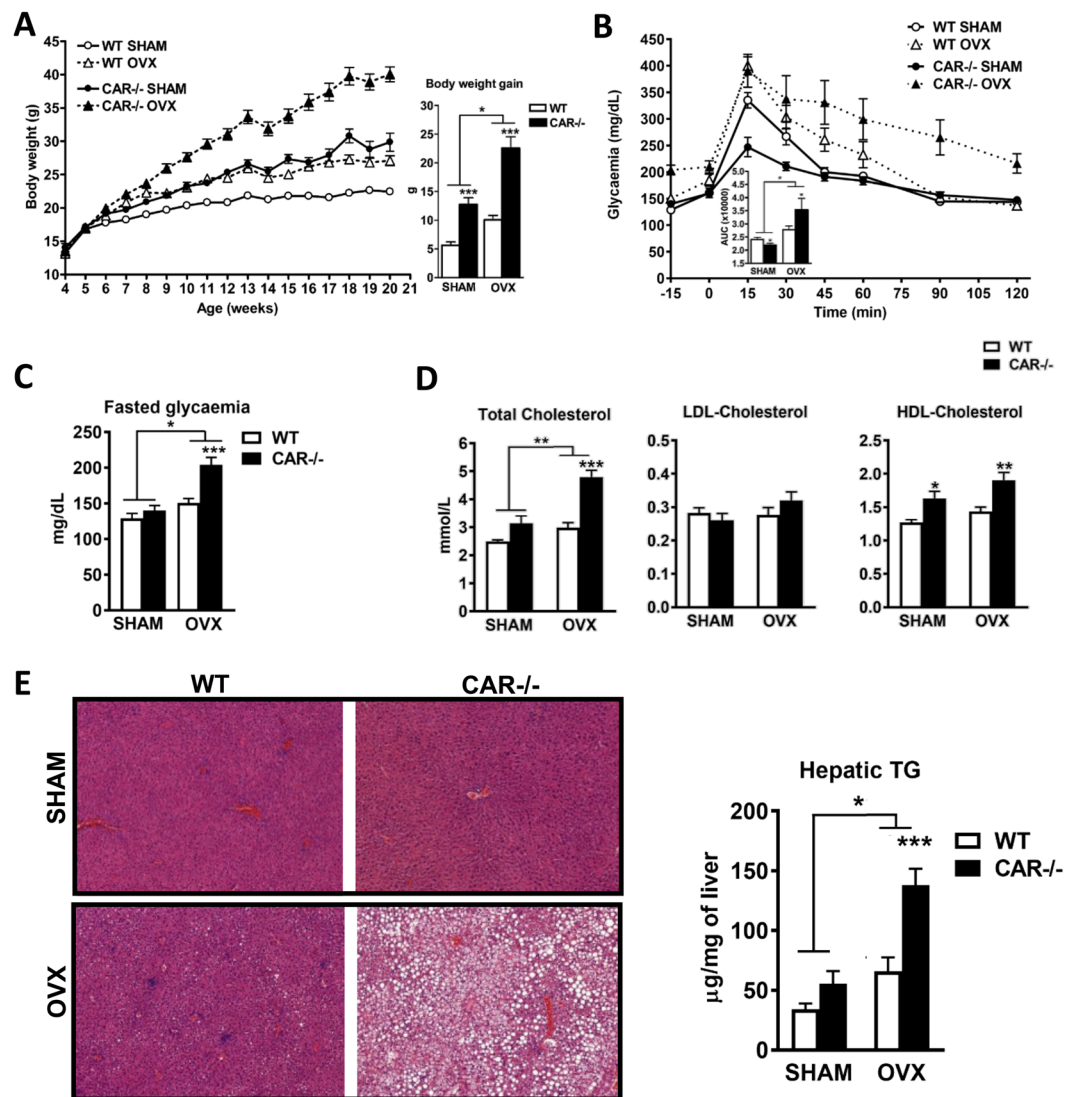 A
WT SHAM
WT OVX
CAR-/- SHAM
CAR-/- OVX
Body weight (g)
45
40
35
30
25
20
15
10
4 5 6 7 8 9 10 11 12 13 14 15 16 17 18 19 20 21
Age (weeks)
Body weight gain
WT
CAR-/-
g
30
25
20
15
10
5
0
*
***
***
SHAM OVX
B
WT SHAM
WT OVX
CAR-/- SHAM
CAR-/- OVX
Glycaemia (mg/dL)
450
400
350
300
250
200
150
100
50
0
-15 0 15 30 45 60 75 90 120
Time (min)
AUC (x10000)
5.0
4.5
4.0
3.5
3.0
2.5
2.0
1.5
*
*
*
SHAM OVX
C
Fasted glycaemia
WT
CAR-/-
mg/dL
250
200
150
100
50
0
*
***
SHAM OVX
D
WT
CAR-/-
Total Cholesterol
mmol/L
6
5
4
3
2
1
0
**
***
SHAM OVX
LDL-Cholesterol
0.5
0.4
0.3
0.2
0.1
0.0
SHAM OVX
HDL-Cholesterol
2.5
2.0
1.5
1.0
0.5
0.0
*
**
SHAM OVX
E
WT CAR-/-
SHAM
OVX
Hepatic TG
WT
CAR-/-
µg/mg of liver
200
150
100
50
0
*
***
SHAM OVX